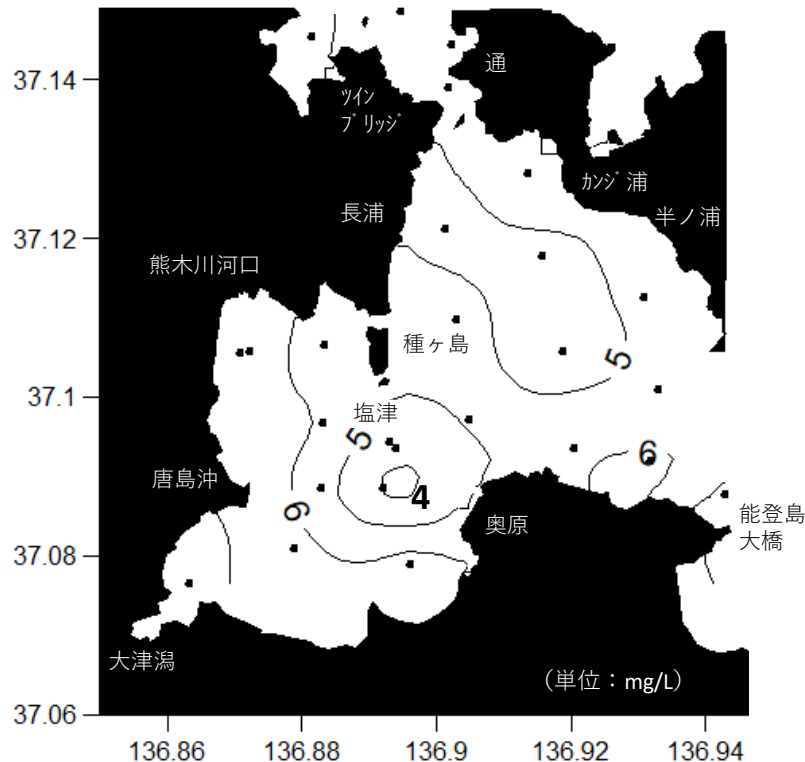 37.14
通
ﾂｲﾝ
ﾌﾞﾘｯｼﾞ
ｶﾝｼﾞ浦
長浦
半ノ浦
37.12
熊木川河口
種ヶ島
5
37.1
塩津
5
6
唐島沖
4
6
奥原
能登島
大橋
37.08
大津潟
（単位：mg/L）
37.06
136.86
136.88
136.9
136.92
136.94